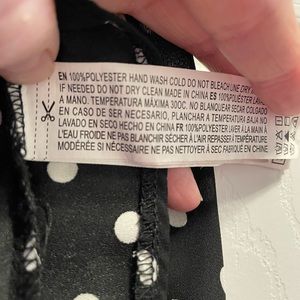 EN 100%POLYESTER HAND WASH COLD DO NOT BLEACH LINE DRY
IF NEEDED DO NOT DRY CLEAN MADE IN CHINA ES 100%POLIESTER
A MANO. TEMPERATURA MÁXIMA 30OC. NO BLANQUEAR SECAR COLGADO
EN CASO DE SER NECESARIO, PLANCHAR A TEMPERATURA BAJA NO
LAVADO EN SECO HECHO EN CHINA FR 100%POLYESTER LAVER À LA MAIN À
L'EAU FROIDE NE PAS BLANCHIR SÉCHER À L'AIR REPASSER À TEMPÉRATURE
MODÉRÉE SI NÉCESSAIRE PAS NETTOYER À SEC FABRIQUÉ EN CHINE